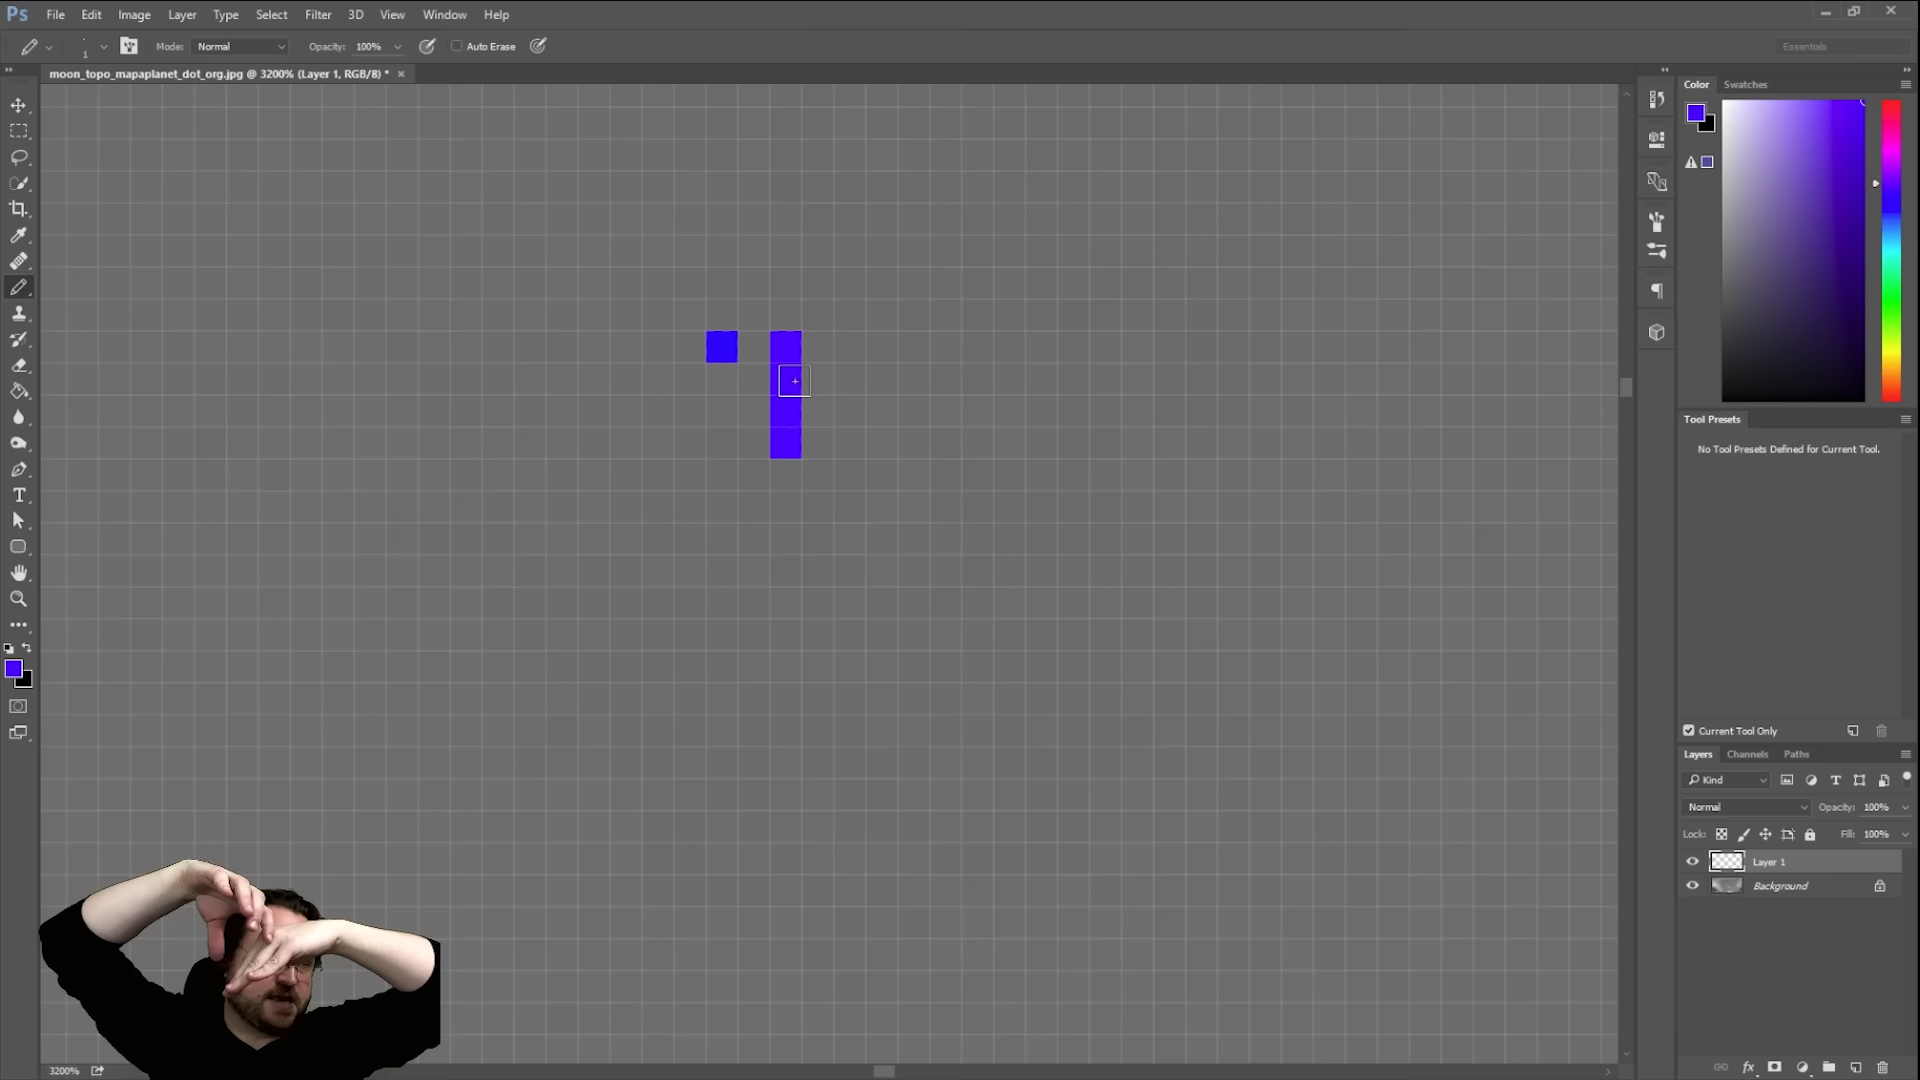 Ps File Edit Image Layer Type Select Filter 3D View Window Help
1 Mode: Normal Opacity: 100% Auto Erase Essentials
moon_topo_mapaplanet_dot_org.jpg @ 3200% (Layer 1, RGB/8) *
Color Swatches
Tool Presets
No Tool Presets Defined for Current Tool.
Current Tool Only
Layers Channels Paths
Kind
Normal Opacity: 100%
Lock: Fill: 100%
Layer 1
Background
3200%